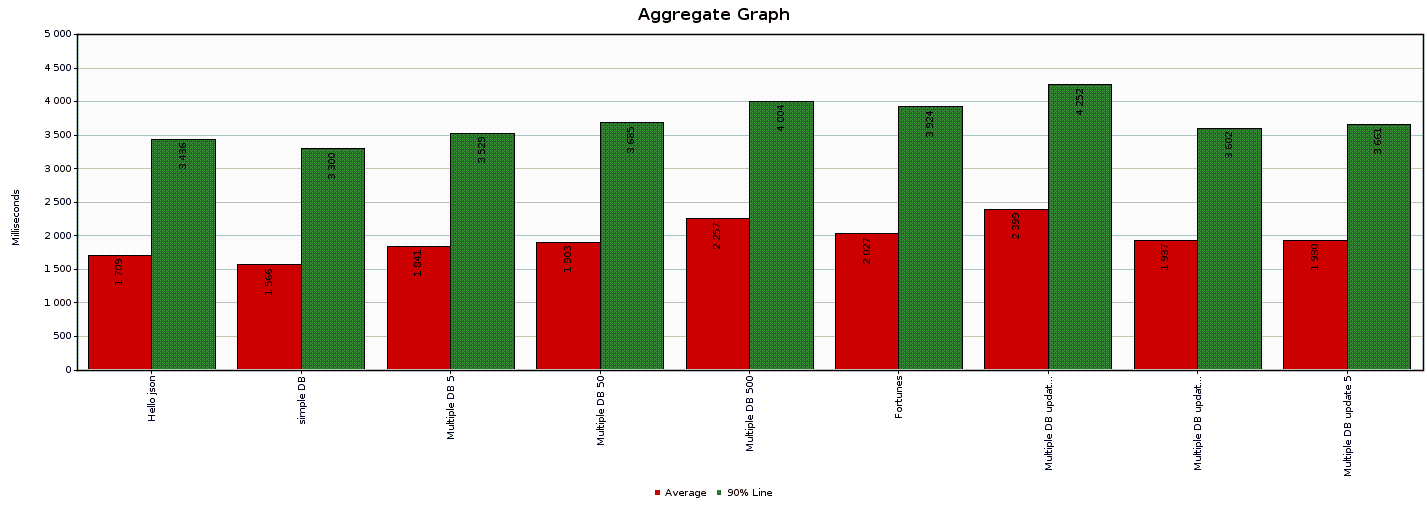 Aggregate Graph
5 000
4 500
4 000
3 500
3 000
2 500
2 000
1 500
1 000
500
0
Milliseconds
1 709
3 436
1 566
3 300
1 841
3 529
1 903
3 685
2 257
4 004
2 027
3 924
2 399
4 252
1 937
3 602
1 930
3 661
Hello json
simple DB
Multiple DB 5
Multiple DB 50
Multiple DB 500
Fortunes
Multiple DB updat...
Multiple DB updat...
Multiple DB update 5
Average
90% Line